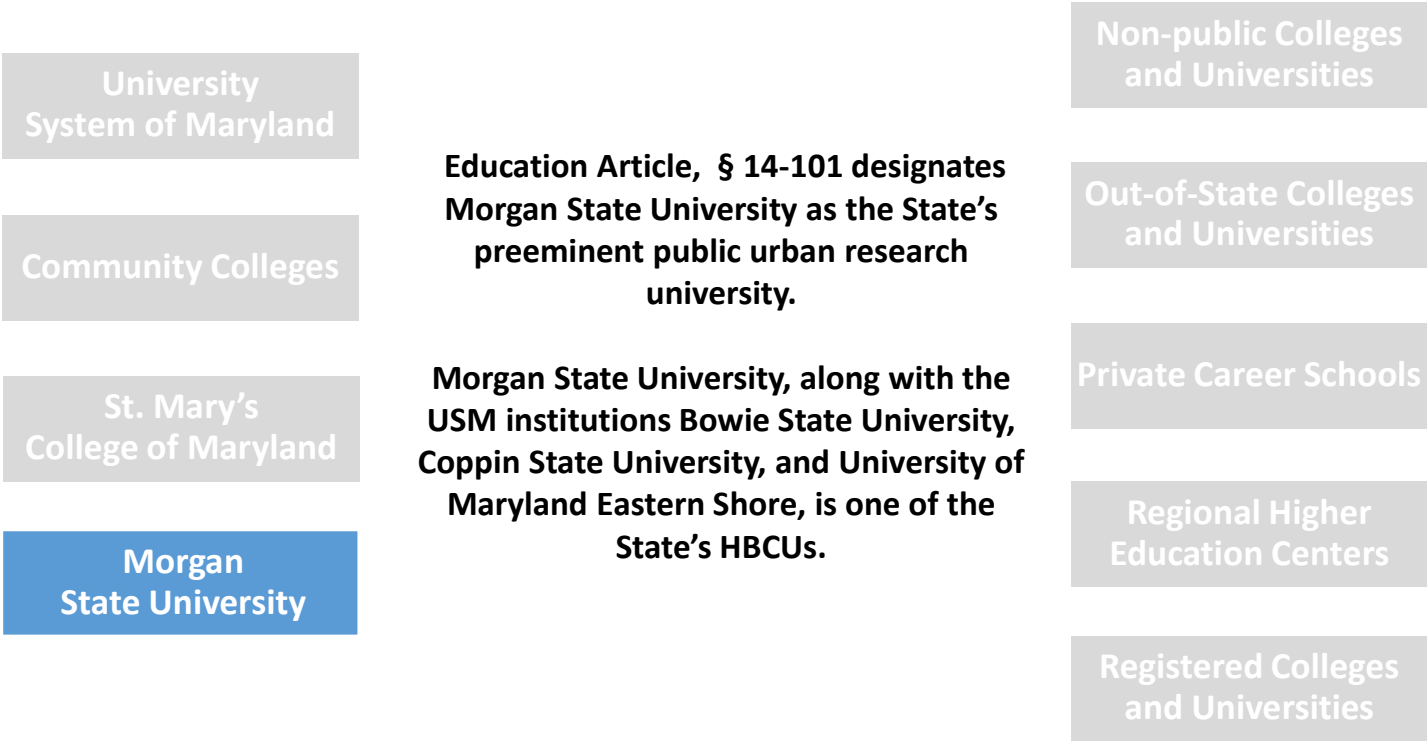 University
System of Maryland
Community Colleges
St. Mary’s
College of Maryland
Morgan
State University
Education Article,  § 14-101 designates
Morgan State University as the State’s
preeminent public urban research
university.
Morgan State University, along with the
USM institutions Bowie State University,
Coppin State University, and University of
Maryland Eastern Shore, is one of the
State’s HBCUs.
Non-public Colleges
and Universities
Out-of-State Colleges
and Universities
Private Career Schools
Regional Higher
Education Centers
Registered Colleges
and Universities